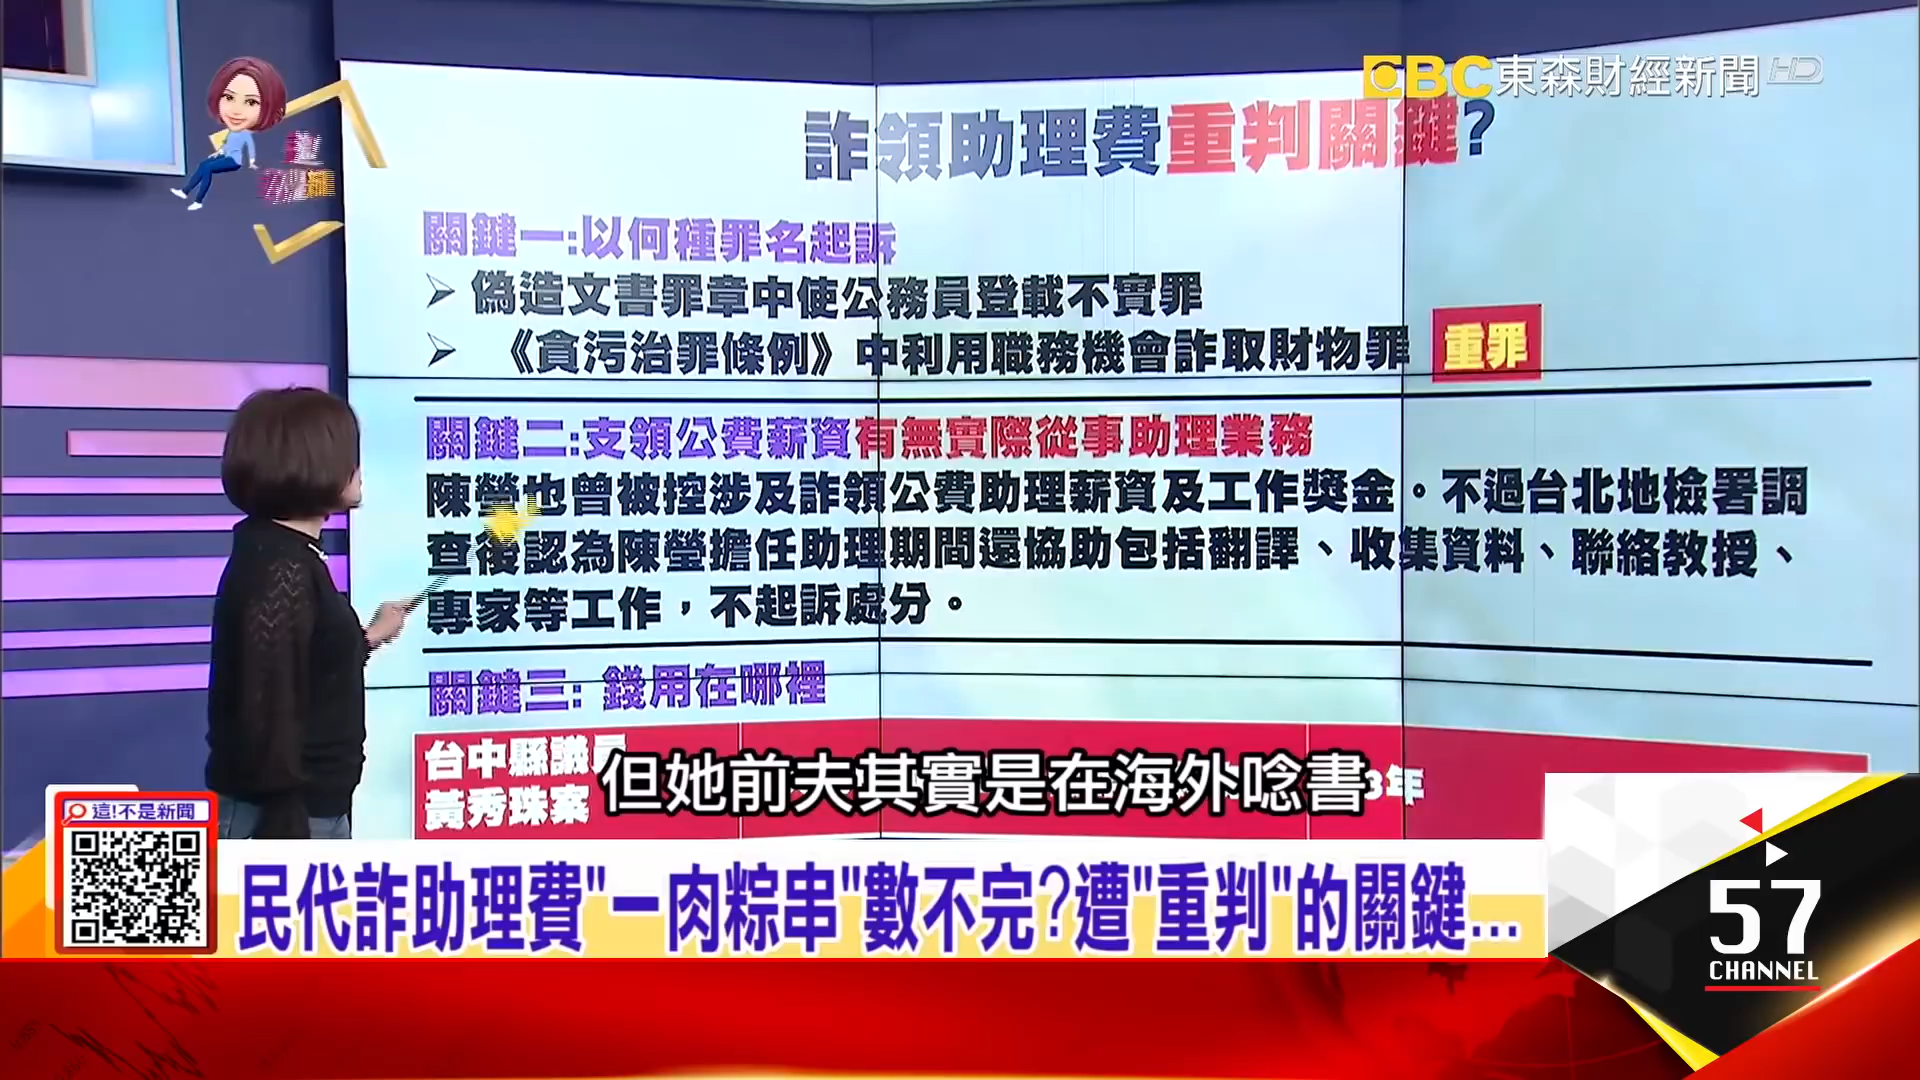 EBC東森財經新聞HD
這!
不是新聞
詐領助理費重判關鍵?
關鍵一:以何種罪名起訴
➢ 偽造文書罪章中使公務員登載不實罪
➢ 《貪污治罪條例》中利用職務機會詐取財物罪 重罪
關鍵二:支領公費薪資有無實際從事助理業務
陳瑩也曾被控涉及詐領公費助理薪資及工作獎金。不過台北地檢署調
查後認為陳瑩擔任助理期間還協助包括翻譯、收集資料、聯絡教授、
專家等工作,不起訴處分。
關鍵三: 錢用在哪裡
台中縣議員
黃秀珠案
3年
但她前夫其實是在海外唸書
這!不是新聞
民代詐助理費"一肉粽串"數不完?遭"重判"的關鍵...
57
CHANNEL